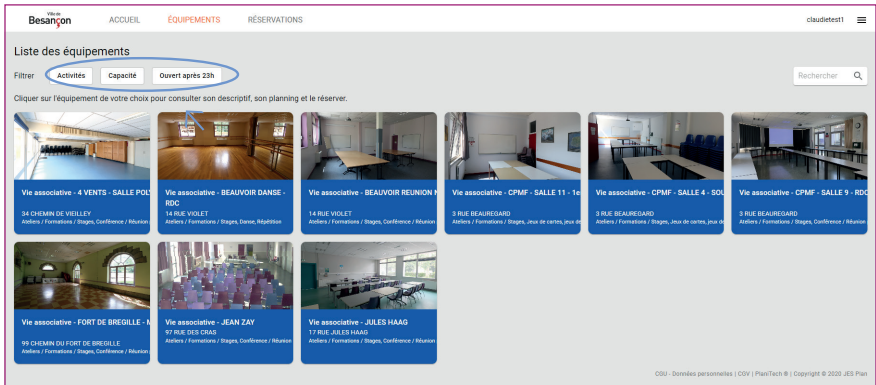 Ville de
Besançon
ACCUEIL
ÉQUIPEMENTS
RÉSERVATIONS
claudietest1
Liste des équipements
Filtrer
Activités
Capacité
Ouvert après 23h
Rechercher
Cliquer sur l'équipement de votre choix pour consulter son descriptif, son planning et le réserver.
Vie associative - 4 VENTS - SALLE POL
34 CHEMIN DE VIEILLEY
Ateliers / Formations / Stages, Conférence / Réunion
Vie associative - BEAUVOIR DANSE -
RDC
14 RUE VIOLET
Ateliers / Formations / Stages, Danse, Répétition
Vie associative - BEAUVOIR REUNION
14 RUE VIOLET
Ateliers / Formations / Stages, Conférence / Réunion
Vie associative - CPMF - SALLE 11 - 1e
3 RUE BEAUREGARD
Ateliers / Formations / Stages, Jeux de cartes, jeux de
Vie associative - CPMF - SALLE 4 - SOU
3 RUE BEAUREGARD
Ateliers / Formations / Stages, Jeux de cartes, jeux de
Vie associative - CPMF - SALLE 9 - RDC
3 RUE BEAUREGARD
Ateliers / Formations / Stages, Conférence / Réunion
Vie associative - FORT DE BREGILLE -
99 CHEMIN DU FORT DE BREGILLE
Ateliers / Formations / Stages, Conférence / Réunion
Vie associative - JEAN ZAY
97 RUE DES CRAS
Ateliers / Formations / Stages, Conférence / Réunion
Vie associative - JULES HAAG
17 RUE JULES HAAG
Ateliers / Formations / Stages, Conférence / Réunion
CGU - Données personnelles | CGV | PlaniTech ® | Copyright © 2020 JES Plan